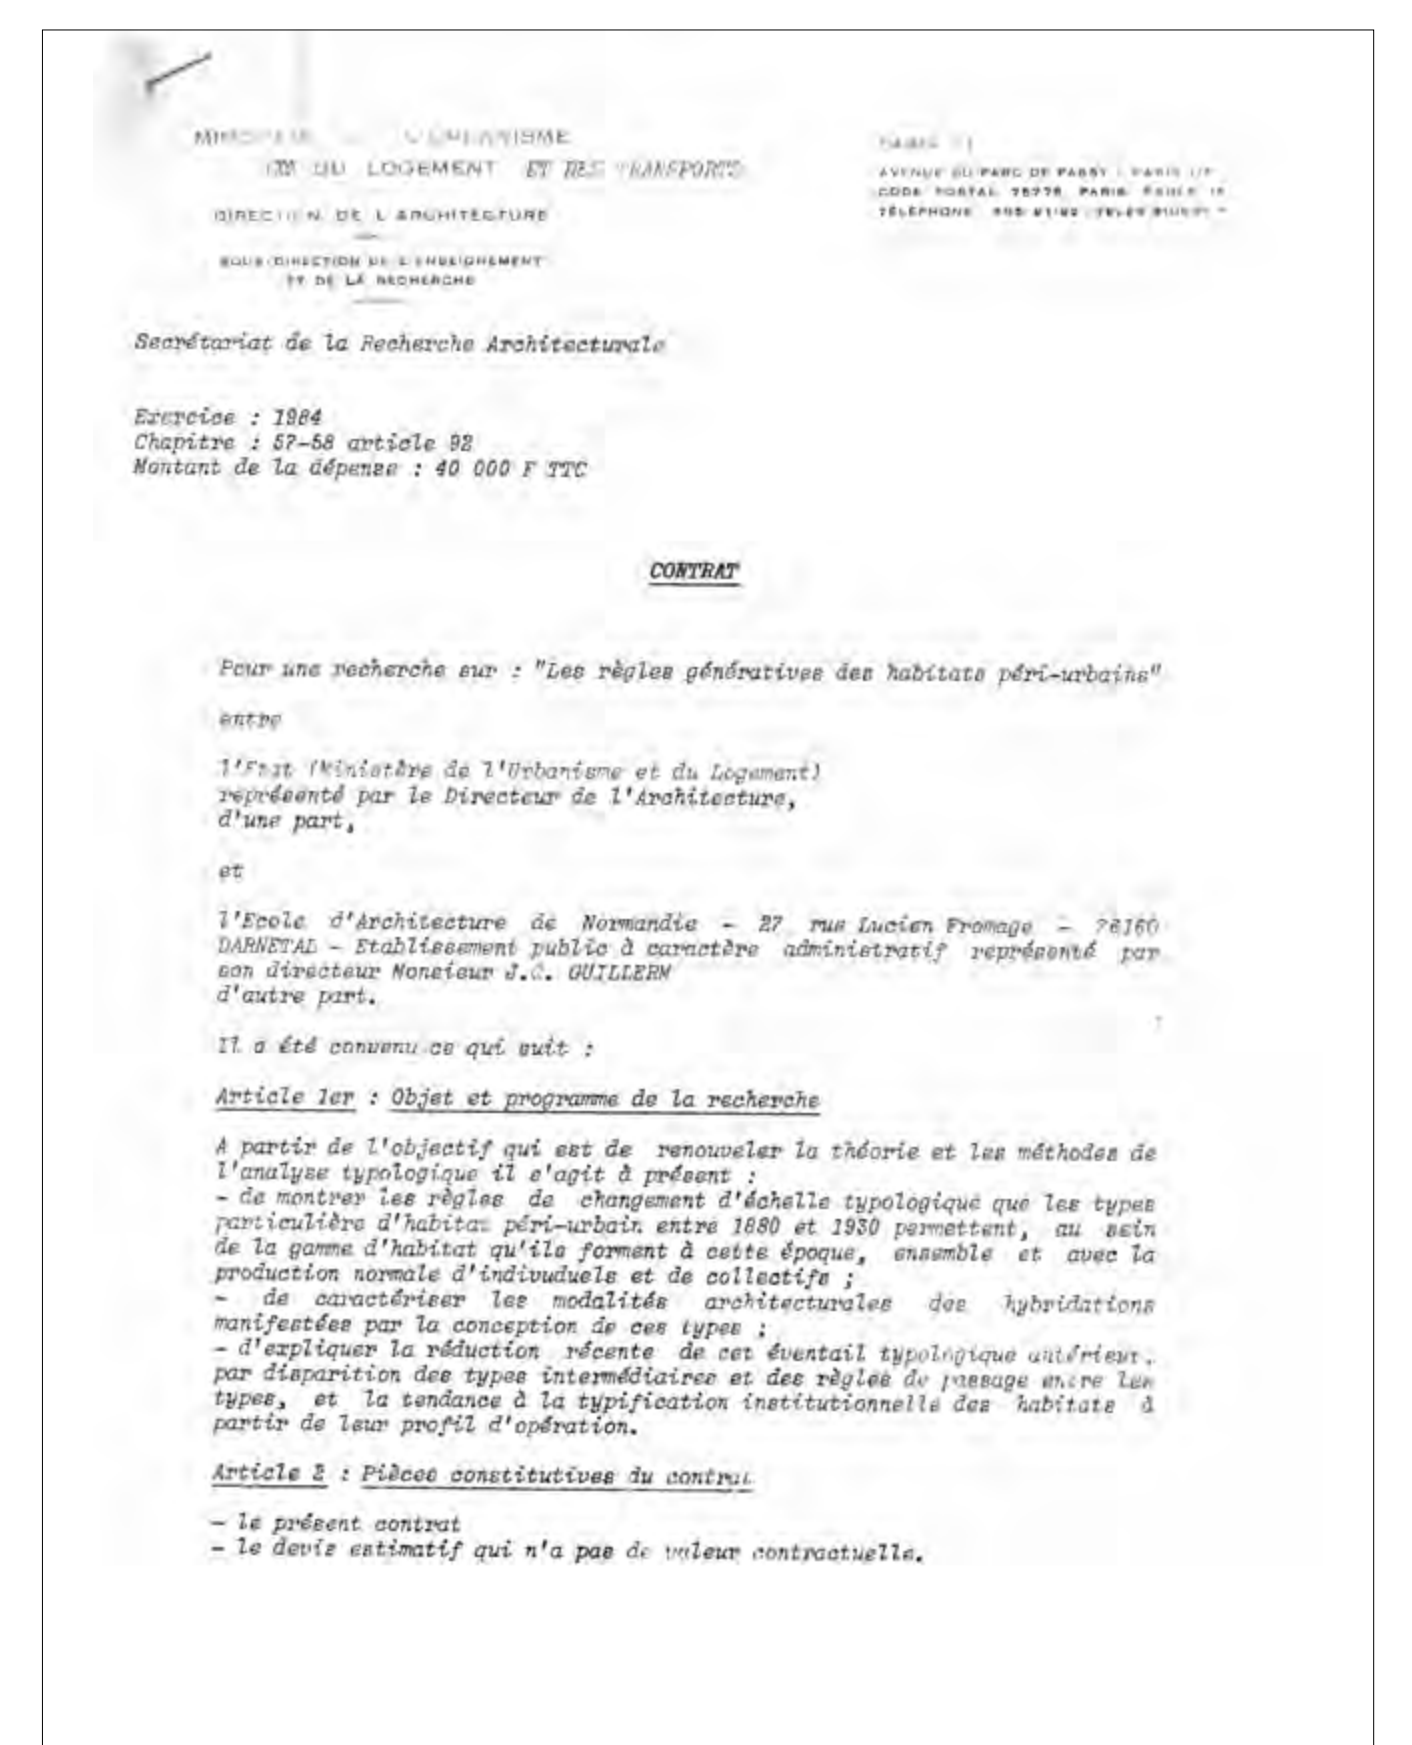 L'URBANISME
DU LOGEMENT ET DES TRANSPORTS
DIRECTION DE L'ARCHITECTURE
SOUS-DIRECTION DE L'ENSEIGNEMENT
ET DE LA RECHERCHE
PARIS
AVENUE DU PARC DE PASSY PARIS
CODE POSTAL 75775 PARIS
TÉLÉPHONE
Secrétariat de la Recherche Architecturale
Exercice : 1984
Chapitre : 57-58 article 92
Montant de la dépense : 40 000 F TTC
CONTRAT
Pour une recherche sur : "Les règles génératives des habitats péri-urbains"
entre
l'Etat (Ministère de l'Urbanisme et du Logement)
représenté par le Directeur de l'Architecture,
d'une part,
et
l'Ecole d'Architecture de Normandie - 27 rue Lucien Fromage - 76160
DARNETAL - Etablissement public à caractère administratif représenté par
son directeur Monsieur J.C. GUILLERM
d'autre part.
Il a été convenu ce qui suit :
Article 1er : Objet et programme de la recherche
A partir de l'objectif qui est de renouveler la théorie et les méthodes de
l'analyse typologique il s'agit à présent :
- de montrer les règles de changement d'échelle typologique que les types
particulièrs d'habitat péri-urbain entre 1880 et 1930 permettent, au sein
de la gamme d'habitat qu'ils forment à cette époque, ensemble et avec la
production normale d'indivuduels et de collectifs ;
- de caractériser les modalités architecturales des hybridations
manifestées par la conception de ces types ;
- d'expliquer la réduction récente de cet éventail typologique antérieur,
par disparition des types intermédiaires et des règles de passage entre les
types, et la tendance à la typification institutionnelle des habitats à
partir de leur profil d'opération.
Article 2 : Pièces constitutives du contrat
- le présent contrat
- le devis estimatif qui n'a pas de valeur contractuelle.